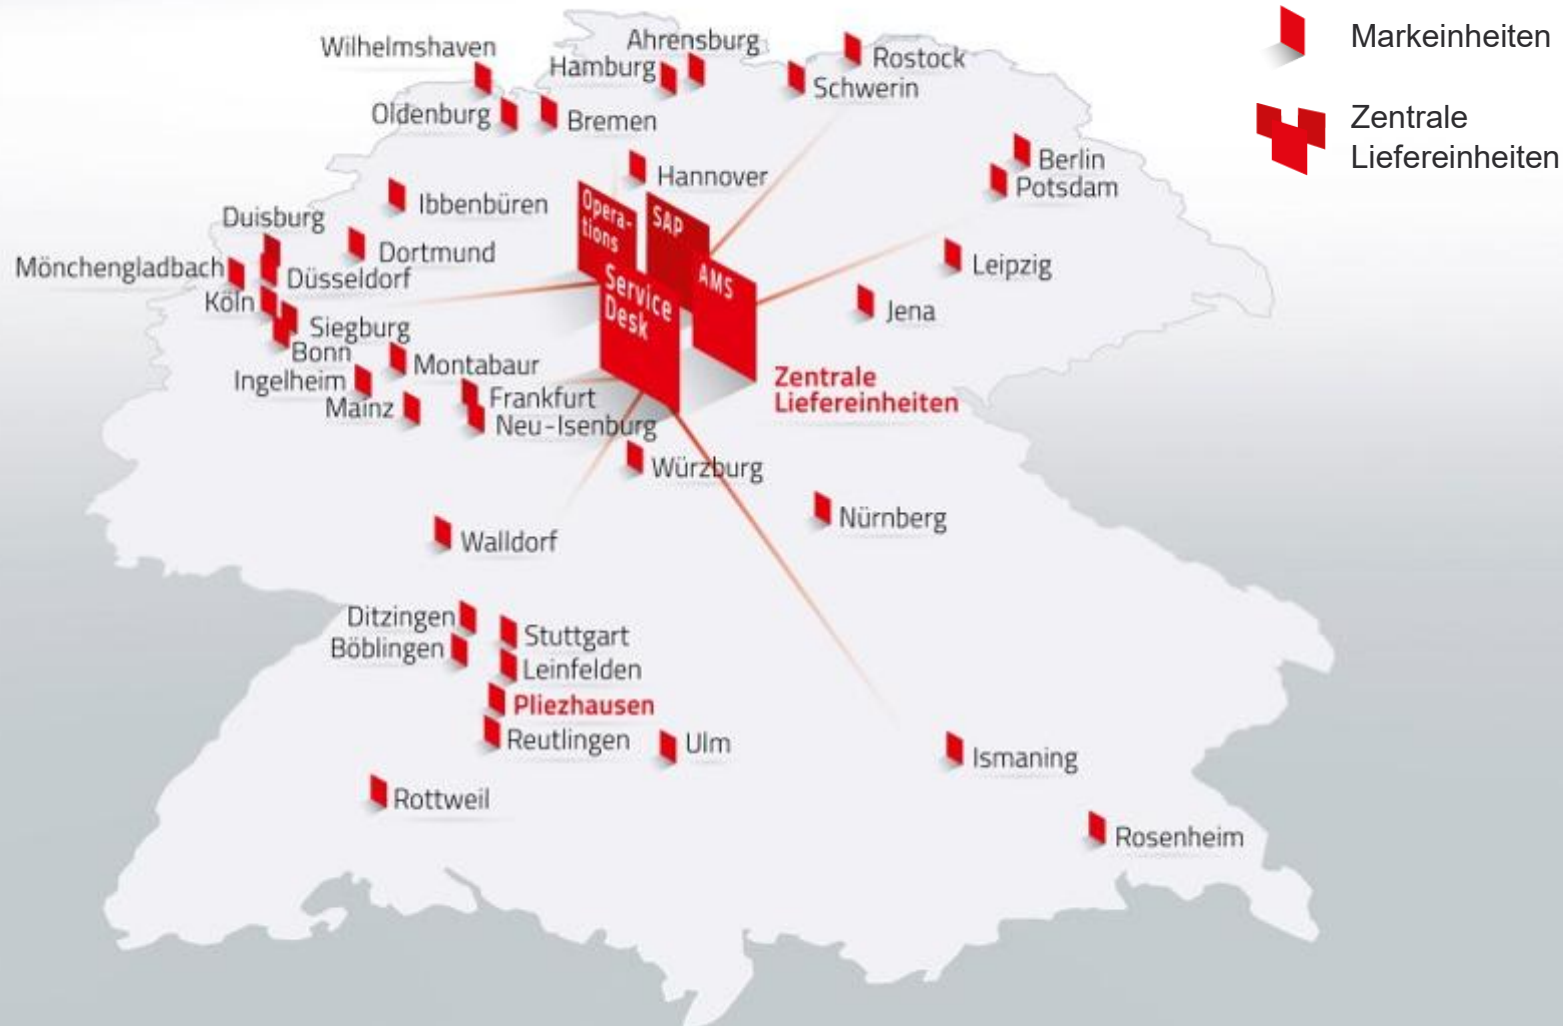 Wilhelmshaven
Ahrensburg
Hamburg
Rostock
Schwerin
Oldenburg
Bremen
Hannover
Berlin
Potsdam
Ibbenbüren
Duisburg
Dortmund
Mönchengladbach
Düsseldorf
Köln
Siegburg
Bonn
Montabaur
Ingelheim
Mainz
Frankfurt
Neu-Isenburg
Opera-
tions
SAP
Service
Desk
AMS
Zentrale
Liefereinheiten
Leipzig
Jena
Würzburg
Nürnberg
Walldorf
Ditzingen
Stuttgart
Böblingen
Leinfelden
Pliezhausen
Reutlingen
Ulm
Ismaning
Rottweil
Rosenheim
Markeinheiten
Zentrale
Liefereinheiten